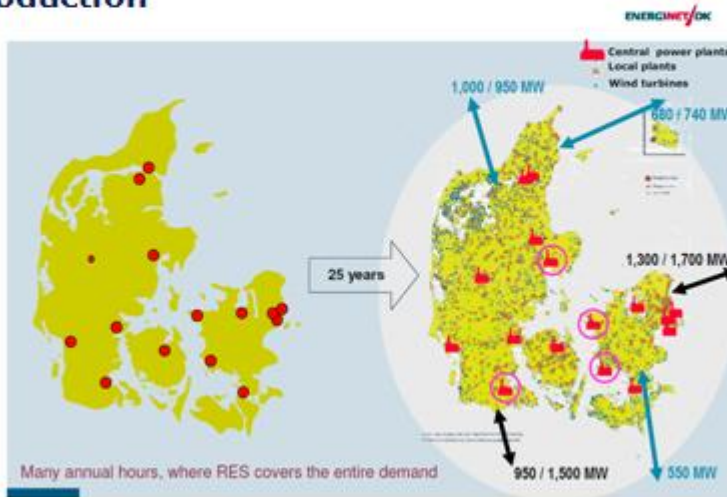 oduction
ENERGINET/DK
Central power plants
Local plants
Wind turbines
1,000 / 950 MW
680 / 740 MW
25 years
1,300 / 1,700 MW
Many annual hours, where RES covers the entire demand
950 / 1,500 MW
550 MW